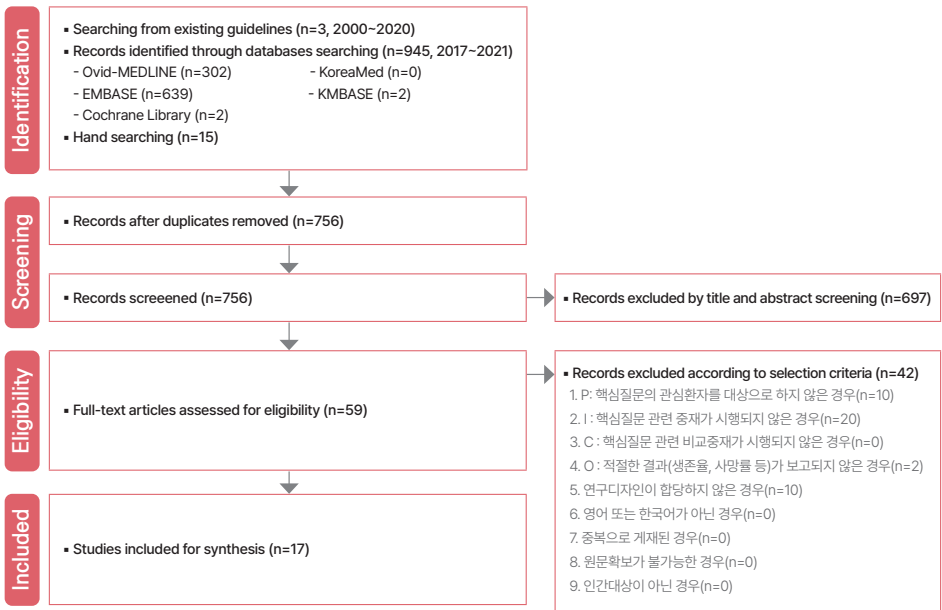 Identification
▪ Searching from existing guidelines (n=3, 2000~2020)
▪ Records identified through databases searching (n=945, 2017~2021)
- Ovid-MEDLINE (n=302)
- KoreaMed (n=0)
- EMBASE (n=639)
- KMBASE (n=2)
- Cochrane Library (n=2)
▪ Hand searching (n=15)
Screening
▪ Records after duplicates removed (n=756)
▪ Records screeened (n=756)
▪ Records excluded by title and abstract screening (n=697)
Eligibility
▪ Full-text articles assessed for eligibility (n=59)
▪ Records excluded according to selection criteria (n=42)
1. P: 핵심질문의 관심환자를 대상으로 하지 않은 경우(n=10)
2. I : 핵심질문 관련 중재가 시행되지 않은 경우(n=20)
3. C : 핵심질문 관련 비교중재가 시행되지 않은 경우(n=0)
4. O : 적절한 결과(생존율, 사망률 등)가 보고되지 않은 경우(n=2)
5. 연구디자인이 합당하지 않은 경우(n=10)
6. 영어 또는 한국어가 아닌 경우(n=0)
7. 중복으로 게재된 경우(n=0)
8. 원문확보가 불가능한 경우(n=0)
9. 인간대상이 아닌 경우(n=0)
Included
▪ Studies included for synthesis (n=17)